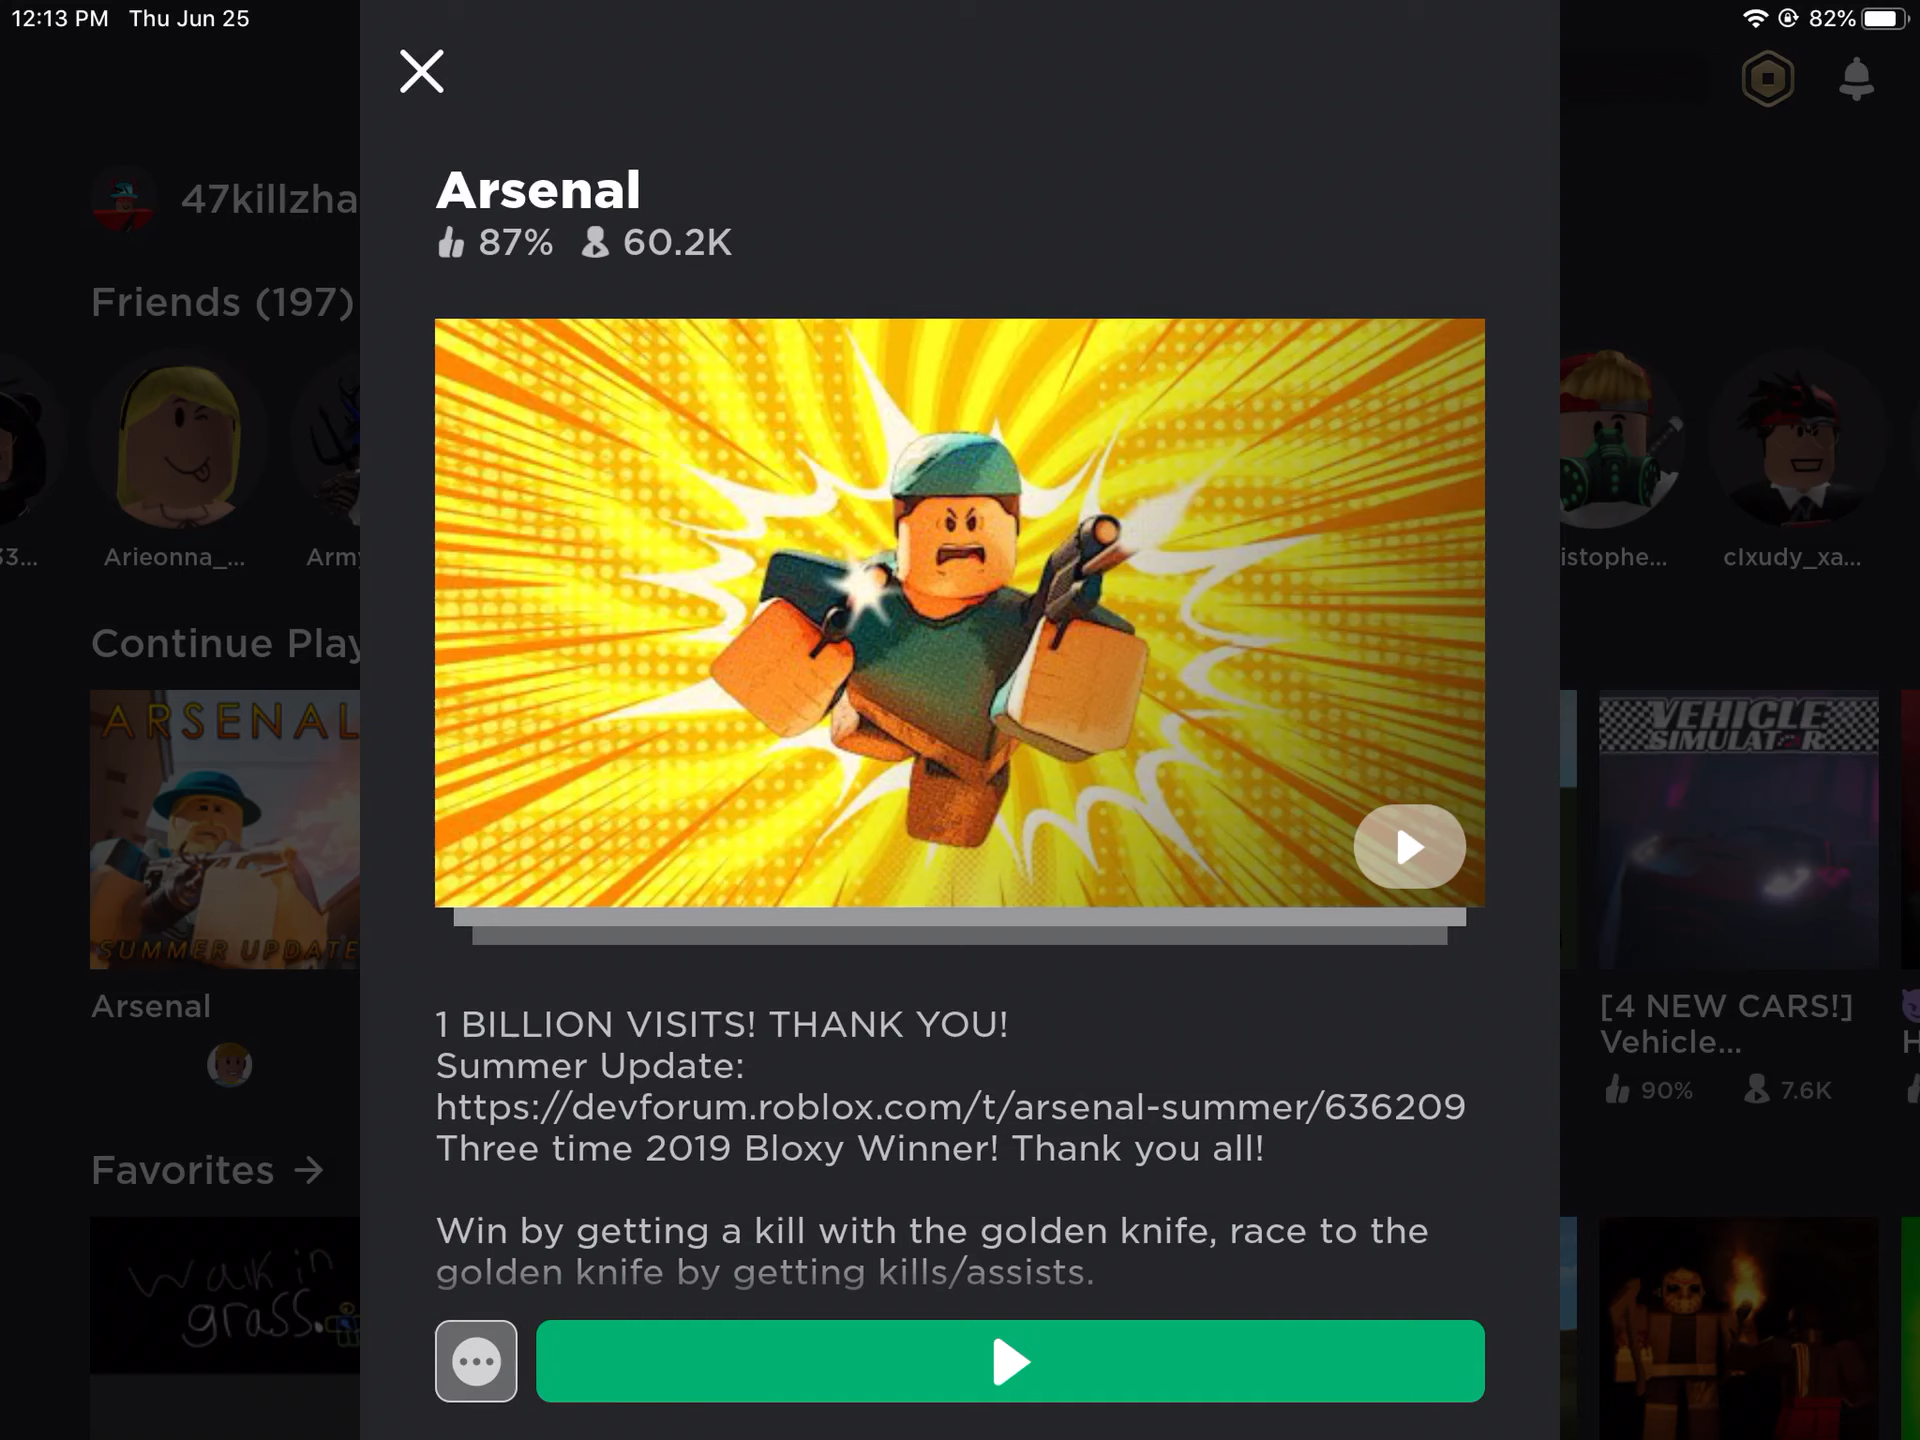 12:13 PM Thu Jun 25
82%
47killzha
Friends (197)
33...
Arieonna_...
Army
istophe...
clxudy_xa...
Continue Play
ARSENAL
SUMMER UPDATE
Arsenal
VEHICLE
SIMULATOR
[4 NEW CARS!]
Vehicle...
90% 7.6K
H
Favorites →
walk in
grass.
Arsenal
87% 60.2K
1 BILLION VISITS! THANK YOU!
Summer Update:
https://devforum.roblox.com/t/arsenal-summer/636209
Three time 2019 Bloxy Winner! Thank you all!
Win by getting a kill with the golden knife, race to the
golden knife by getting kills/assists.